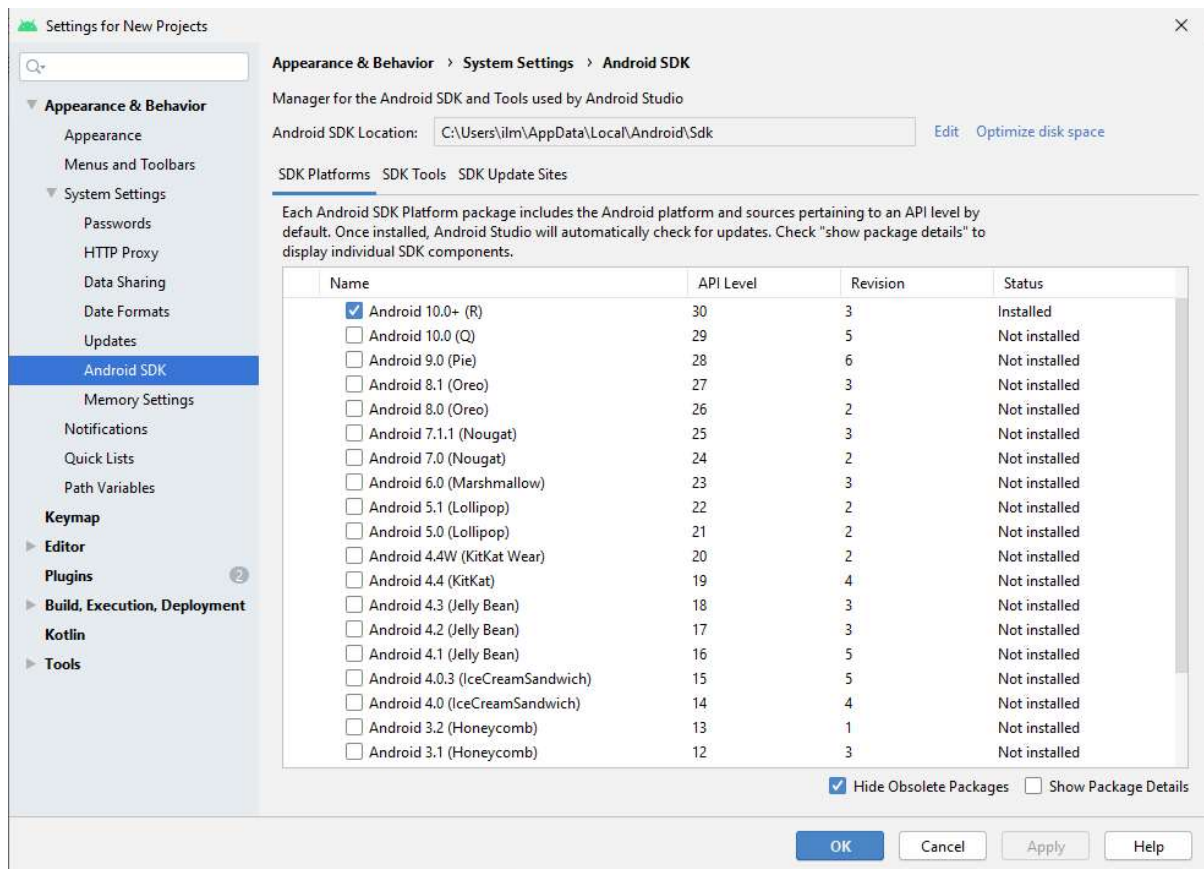 Settings for New Projects
Appearance & Behavior
Appearance
Menus and Toolbars
System Settings
Passwords
HTTP Proxy
Data Sharing
Date Formats
Updates
Android SDK
Memory Settings
Notifications
Quick Lists
Path Variables
Keymap
Editor
Plugins 2
Build, Execution, Deployment
Kotlin
Tools
Appearance & Behavior › System Settings › Android SDK
Manager for the Android SDK and Tools used by Android Studio
Android SDK Location: C:\Users\ilm\AppData\Local\Android\Sdk Edit Optimize disk space
SDK Platforms SDK Tools SDK Update Sites
Each Android SDK Platform package includes the Android platform and sources pertaining to an API level by
default. Once installed, Android Studio will automatically check for updates. Check "show package details" to
display individual SDK components.
Name API Level Revision Status
Android 10.0+ (R) 30 3 Installed
Android 10.0 (Q) 29 5 Not installed
Android 9.0 (Pie) 28 6 Not installed
Android 8.1 (Oreo) 27 3 Not installed
Android 8.0 (Oreo) 26 2 Not installed
Android 7.1.1 (Nougat) 25 3 Not installed
Android 7.0 (Nougat) 24 2 Not installed
Android 6.0 (Marshmallow) 23 3 Not installed
Android 5.1 (Lollipop) 22 2 Not installed
Android 5.0 (Lollipop) 21 2 Not installed
Android 4.4W (KitKat Wear) 20 2 Not installed
Android 4.4 (KitKat) 19 4 Not installed
Android 4.3 (Jelly Bean) 18 3 Not installed
Android 4.2 (Jelly Bean) 17 3 Not installed
Android 4.1 (Jelly Bean) 16 5 Not installed
Android 4.0.3 (IceCreamSandwich) 15 5 Not installed
Android 4.0 (IceCreamSandwich) 14 4 Not installed
Android 3.2 (Honeycomb) 13 1 Not installed
Android 3.1 (Honeycomb) 12 3 Not installed
Hide Obsolete Packages Show Package Details
OK Cancel Apply Help